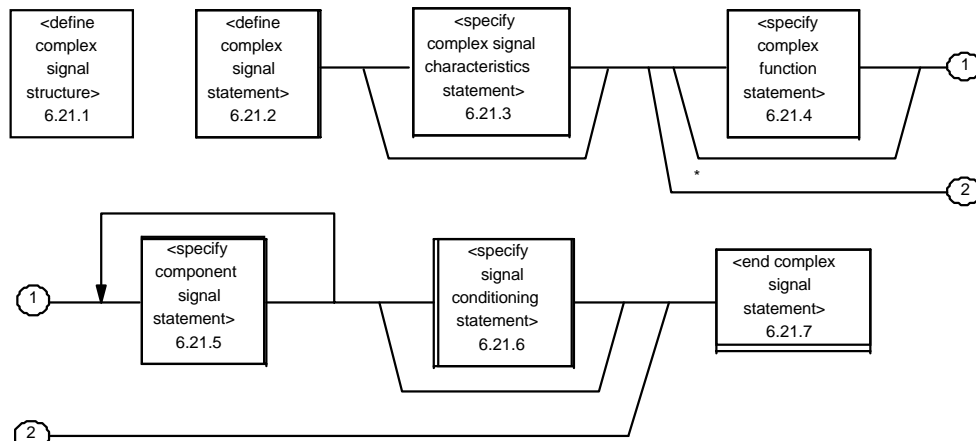 <define
complex
signal
structure>
6.21.1
<define
complex
signal
statement>
6.21.2
<specify
complex signal
characteristics
statement>
6.21.3
<specify
complex
function
statement>
6.21.4
1
*
2
1
<specify
component
signal
statement>
6.21.5
<specify
signal
conditioning
statement>
6.21.6
<end complex
signal
statement>
6.21.7
2